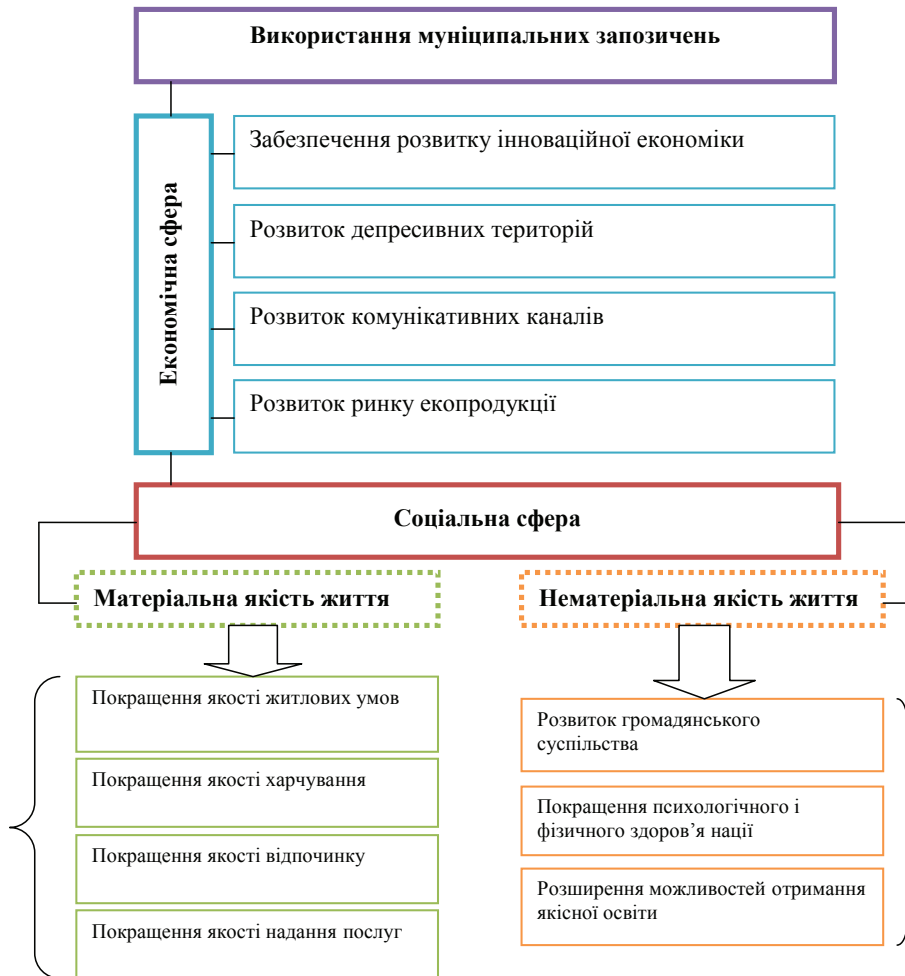 Використання муніципальних запозичень
Економічна сфера
Забезпечення розвитку інноваційної економіки
Розвиток депресивних територій
Розвиток комунікативних каналів
Розвиток ринку екопродукції
Соціальна сфера
Матеріальна якість життя
Покращення якості житлових умов
Покращення якості харчування
Покращення якості відпочинку
Покращення якості надання послуг
Нематеріальна якість життя
Розвиток громадянського
суспільства
Покращення психологічного і
фізичного здоров’я нації
Розширення можливостей отримання
якісної освіти